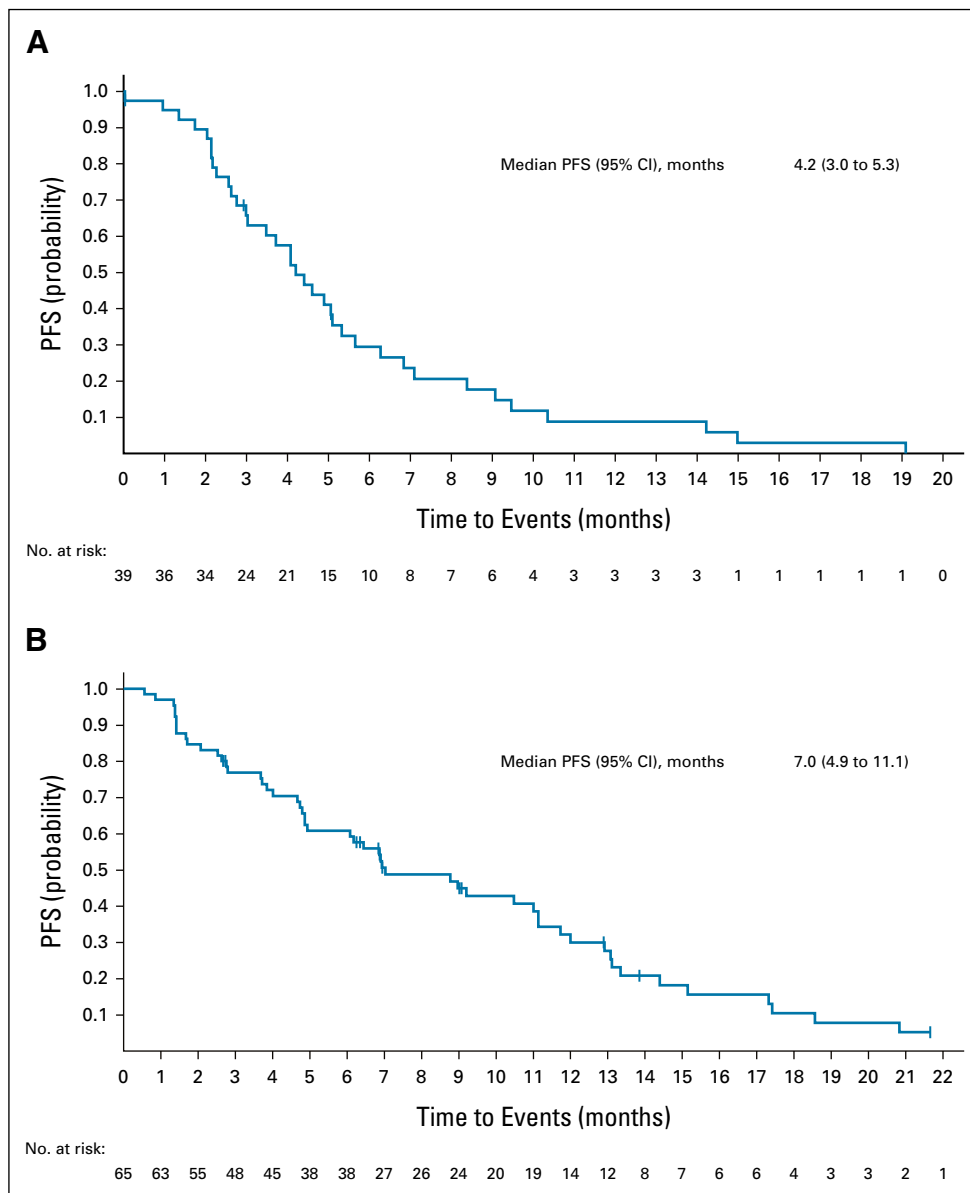 A
1.0
0.9
0.8
0.7
0.6
0.5
0.4
0.3
0.2
0.1
PFS (probability)
Median PFS (95% CI), months 4.2 (3.0 to 5.3)
0 1 2 3 4 5 6 7 8 9 10 11 12 13 14 15 16 17 18 19 20
Time to Events (months)
No. at risk:
39 36 34 24 21 15 10 8 7 6 4 3 3 3 3 1 1 1 1 1 0
B
1.0
0.9
0.8
0.7
0.6
0.5
0.4
0.3
0.2
0.1
PFS (probability)
Median PFS (95% CI), months 7.0 (4.9 to 11.1)
0 1 2 3 4 5 6 7 8 9 10 11 12 13 14 15 16 17 18 19 20 21 22
Time to Events (months)
No. at risk:
65 63 55 48 45 38 38 27 26 24 20 19 14 12 8 7 6 6 4 3 3 2 1